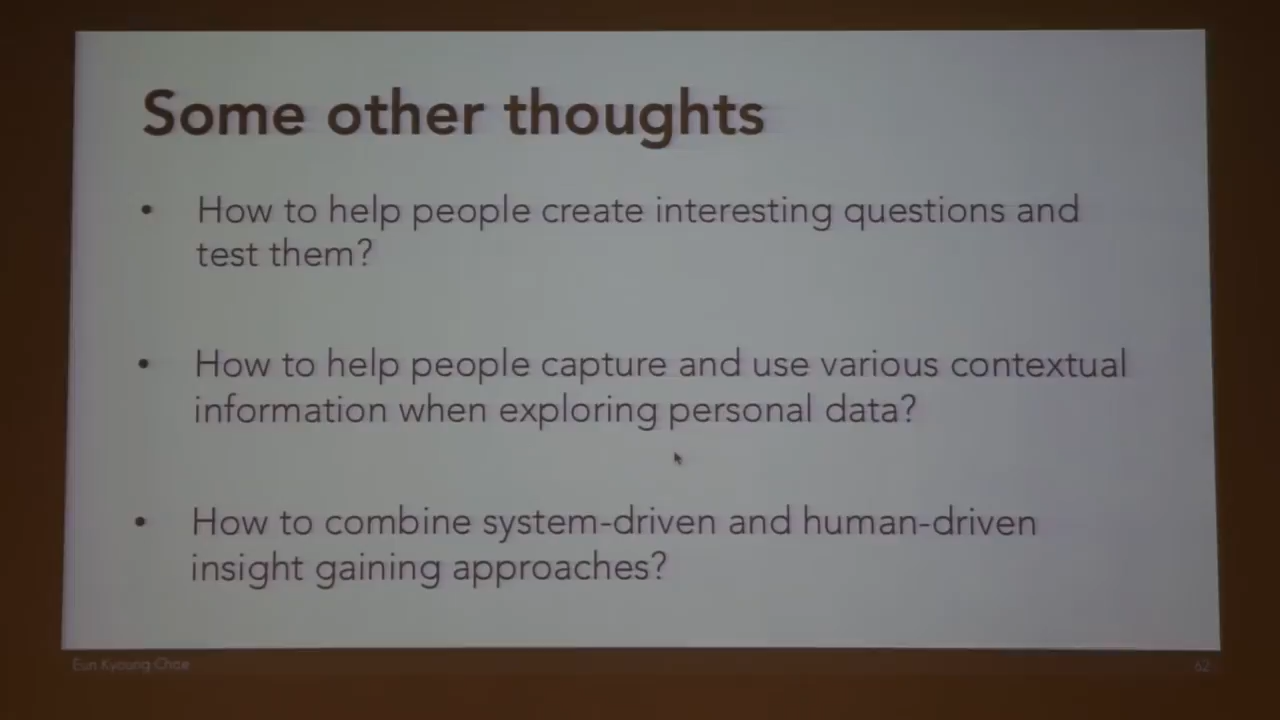 Some other thoughts
• How to help people create interesting questions and
test them?
• How to help people capture and use various contextual
information when exploring personal data?
• How to combine system-driven and human-driven
insight gaining approaches?
Eun Kyoung Choe
62